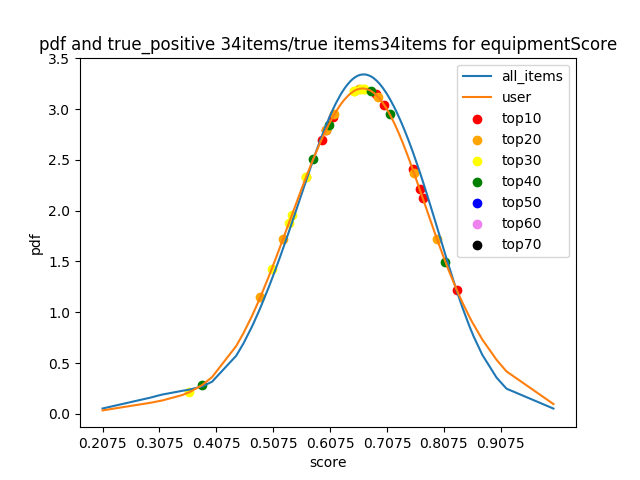 pdf and true_positive 34items/true items34items for equipmentScore
all_items
user
top10
top20
top30
top40
top50
top60
top70
3.5
3.0
2.5
2.0
1.5
1.0
0.5
0.0
pdf
0.2075 0.3075 0.4075 0.5075 0.6075 0.7075 0.8075 0.9075
score